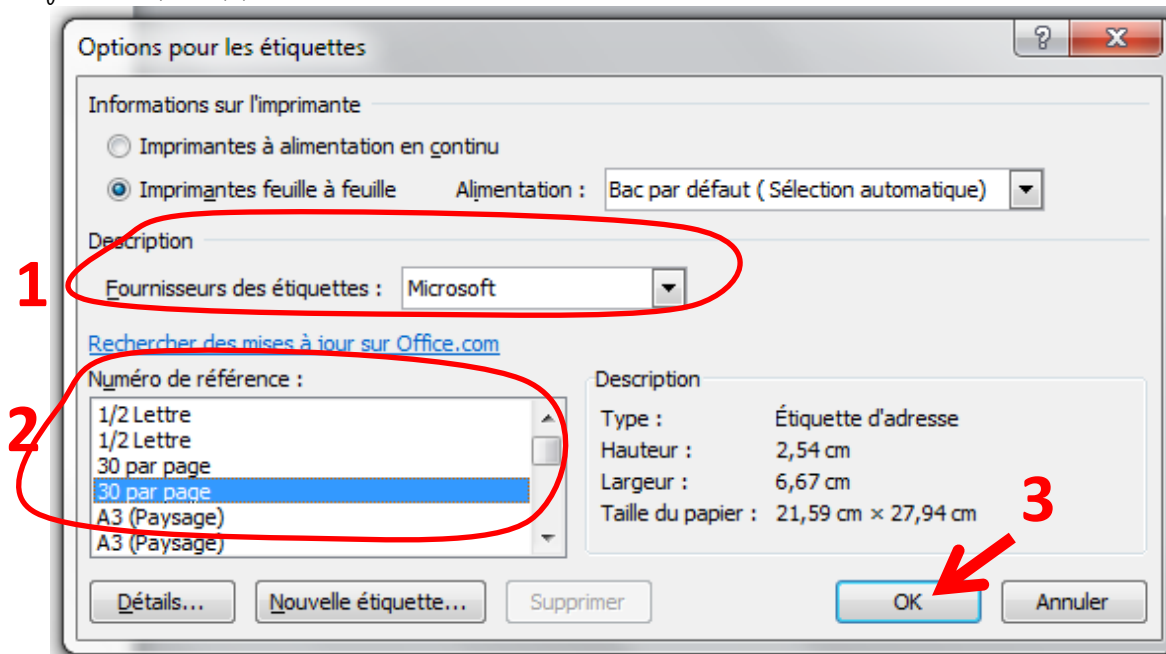 Options pour les étiquettes
Informations sur l'imprimante
Imprimantes à alimentation en continu
Imprimantes feuille à feuille Alimentation : Bac par défaut ( Sélection automatique)
Description
1 Fournisseurs des étiquettes : Microsoft
Rechercher des mises à jour sur Office.com
Numéro de référence :
2
1/2 Lettre
1/2 Lettre
30 par page
30 par page
A3 (Paysage)
A3 (Paysage)
Description
Type : Étiquette d'adresse
Hauteur : 2,54 cm
Largeur : 6,67 cm
Taille du papier : 21,59 cm × 27,94 cm
3
Détails... Nouvelle étiquette... Supprimer OK Annuler